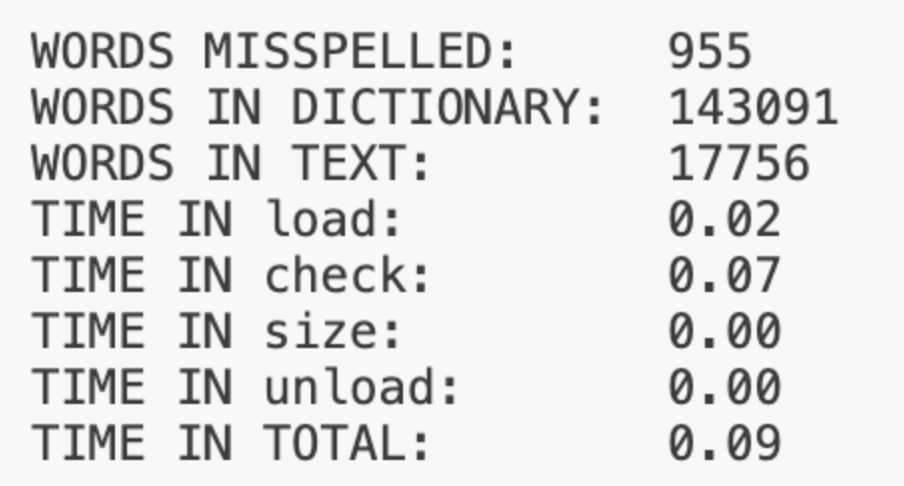 WORDS MISSPELLED: 955
WORDS IN DICTIONARY: 143091
WORDS IN TEXT: 17756
TIME IN load: 0.02
TIME IN check: 0.07
TIME IN size: 0.00
TIME IN unload: 0.00
TIME IN TOTAL: 0.09